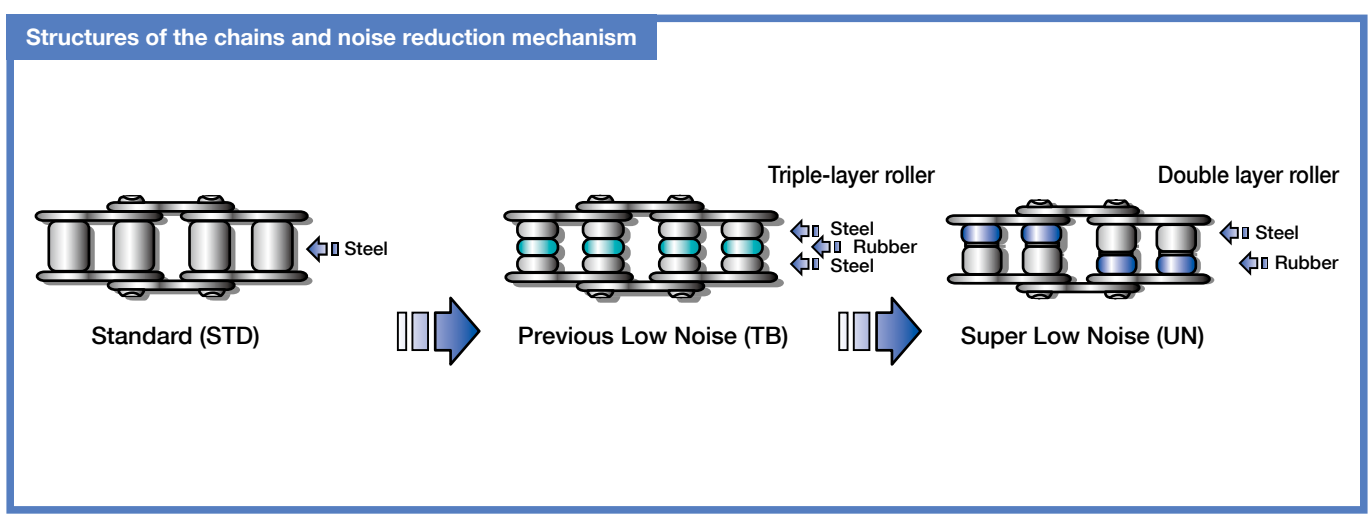 Structures of the chains and noise reduction mechanism
Steel
Standard (STD)
Triple-layer roller
Steel
Rubber
Steel
Previous Low Noise (TB)
Double layer roller
Steel
Rubber
Super Low Noise (UN)